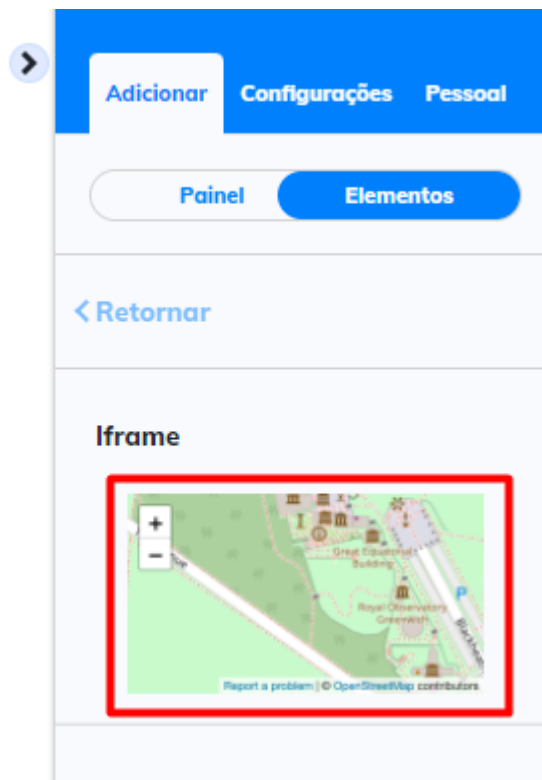 Adicionar Configurações Pessoal
Painel Elementos
Retornar
Iframe
+
−
Great Equatorial
Building
P
Royal Observatory
Greenwich
Report a problem | © OpenStreetMap contributors